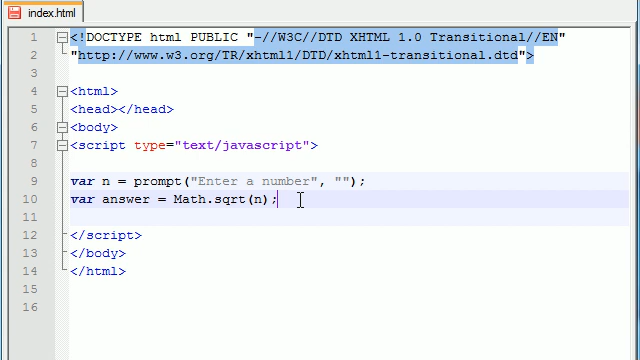 index.html
1 <!DOCTYPE html PUBLIC "-//W3C//DTD XHTML 1.0 Transitional//EN"
2 "http://www.w3.org/TR/xhtml1/DTD/xhtml1-transitional.dtd">
3
4 <html>
5 <head></head>
6 <body>
7 <script type="text/javascript">
8
9 var n = prompt("Enter a number", "");
10 var answer = Math.sqrt(n);
11
12 </script>
13 </body>
14 </html>
15
16